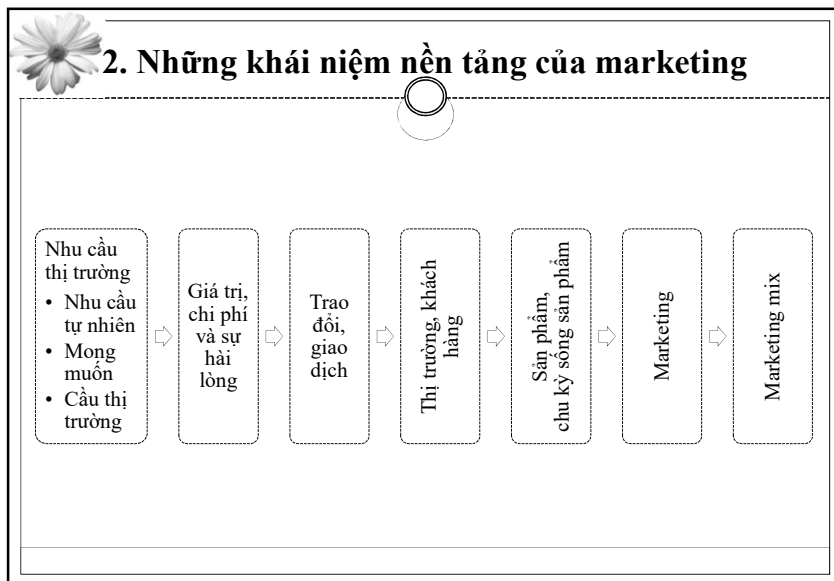 2. Những khái niệm nền tảng của marketing
Nhu cầu
thị trường
• Nhu cầu
tự nhiên
• Mong
muốn
• Cầu thị
trường
Giá trị,
chi phí
và sự
hài
lòng
Trao
đổi,
giao
dịch
Thị trường, khách
hàng
Sản phẩm,
chu kỳ sống sản phẩm
Marketing
Marketing mix